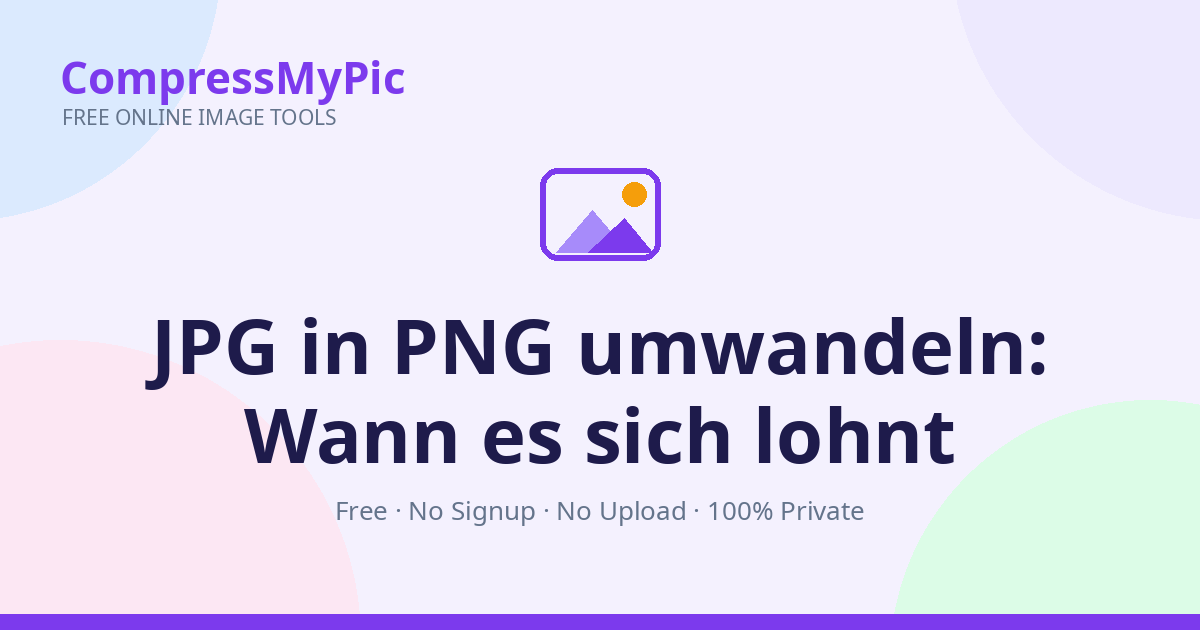 CompressMyPic
FREE ONLINE IMAGE TOOLS
JPG in PNG umwandeln:
Wann es sich lohnt
Free · No Signup · No Upload · 100% Private